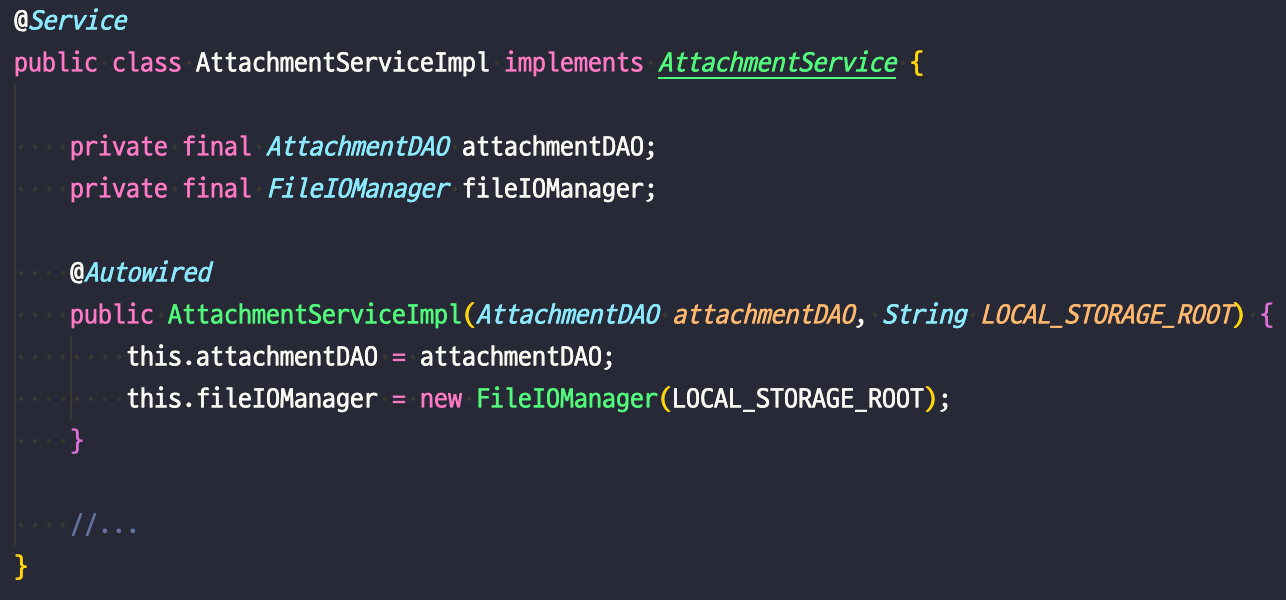 @Service
public class AttachmentServiceImpl implements AttachmentService {
private final AttachmentDAO attachmentDAO;
private final FileIOManager fileIOManager;
@Autowired
public AttachmentServiceImpl(AttachmentDAO attachmentDAO, String LOCAL_STORAGE_ROOT) {
this.attachmentDAO = attachmentDAO;
this.fileIOManager = new FileIOManager(LOCAL_STORAGE_ROOT);
}
//...
}